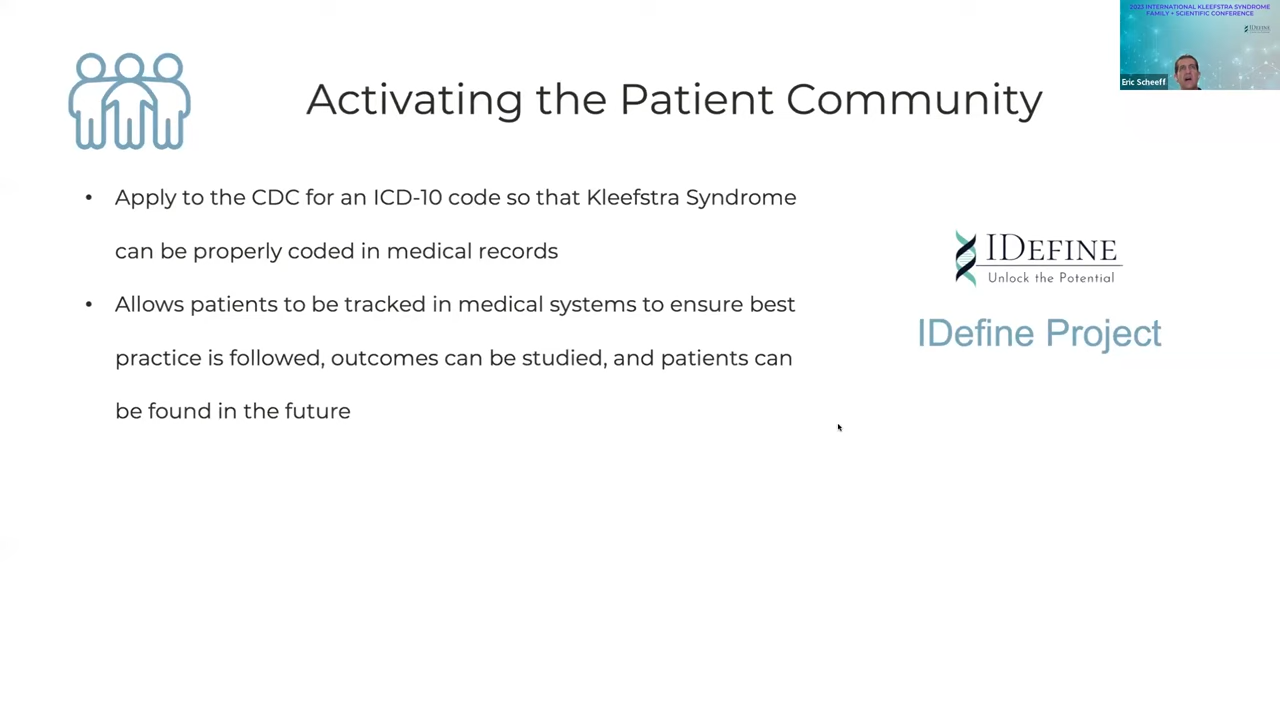 2023 INTERNATIONAL KLEEFSTRA SYNDROME
FAMILY + SCIENTIFIC CONFERENCE
IDEFINE
Eric Scheeff
Activating the Patient Community
• Apply to the CDC for an ICD-10 code so that Kleefstra Syndrome
can be properly coded in medical records
• Allows patients to be tracked in medical systems to ensure best
practice is followed, outcomes can be studied, and patients can
be found in the future
IDEFINE
Unlock the Potential
IDefine Project